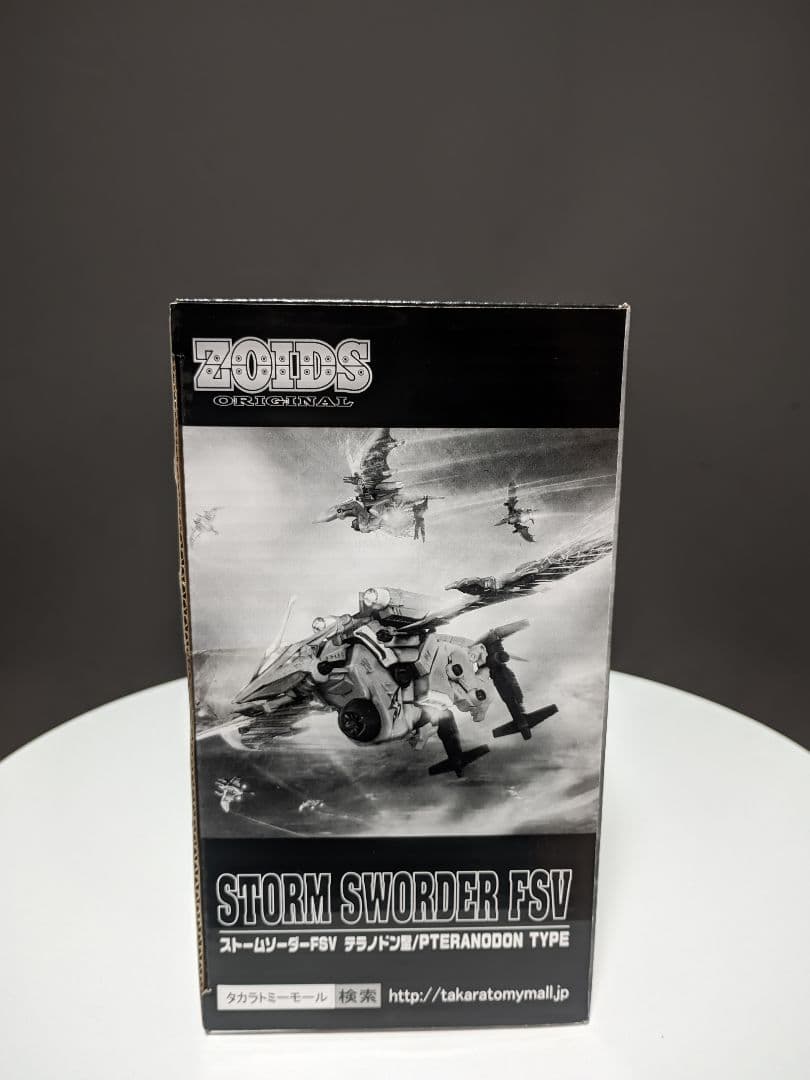 ZOIDS
ORIGINAL
STORM SWORDER FSV
ストームソーダーFSV テラノドン型/PTERANODON TYPE
タカラトミーモール 検索 http://takaratomymall.jp